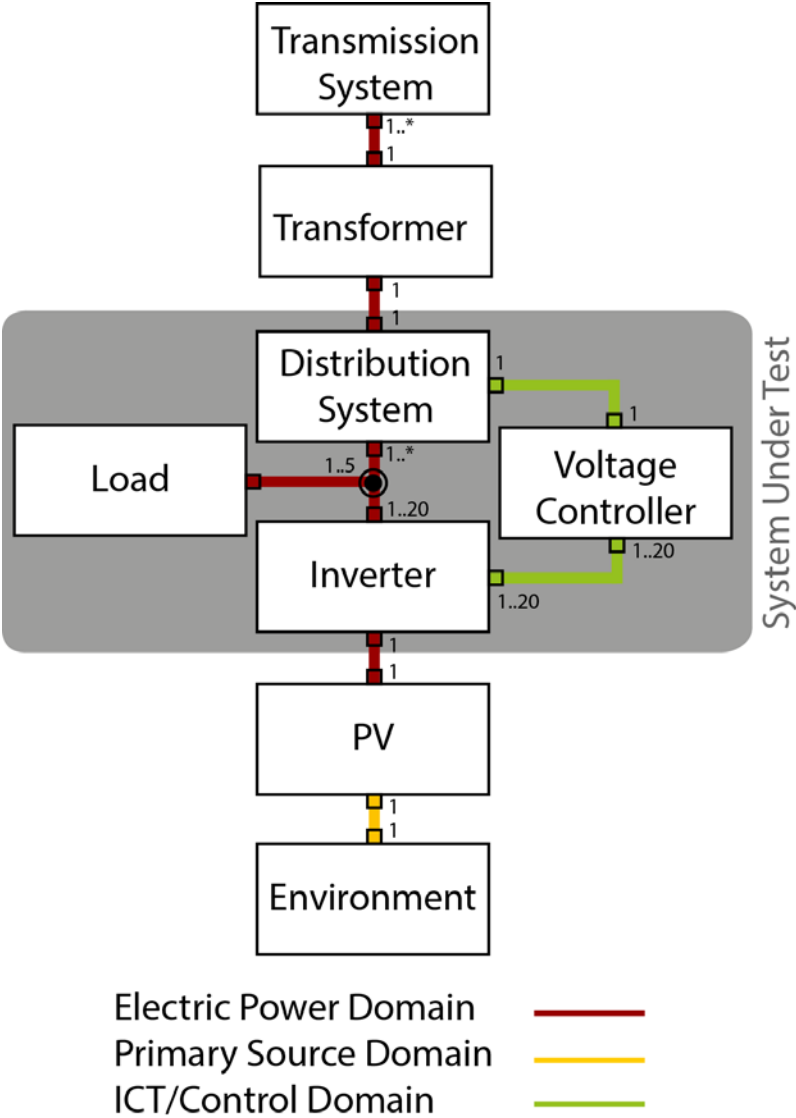 Transmission
System
1..*
1
Transformer
1
1
Distribution
System
1
1
Load
1..5
1..*
1..20
Voltage
Controller
1..20
Inverter
1..20
1
1
PV
1
1
Environment
System Under Test
Electric Power Domain
Primary Source Domain
ICT/Control Domain